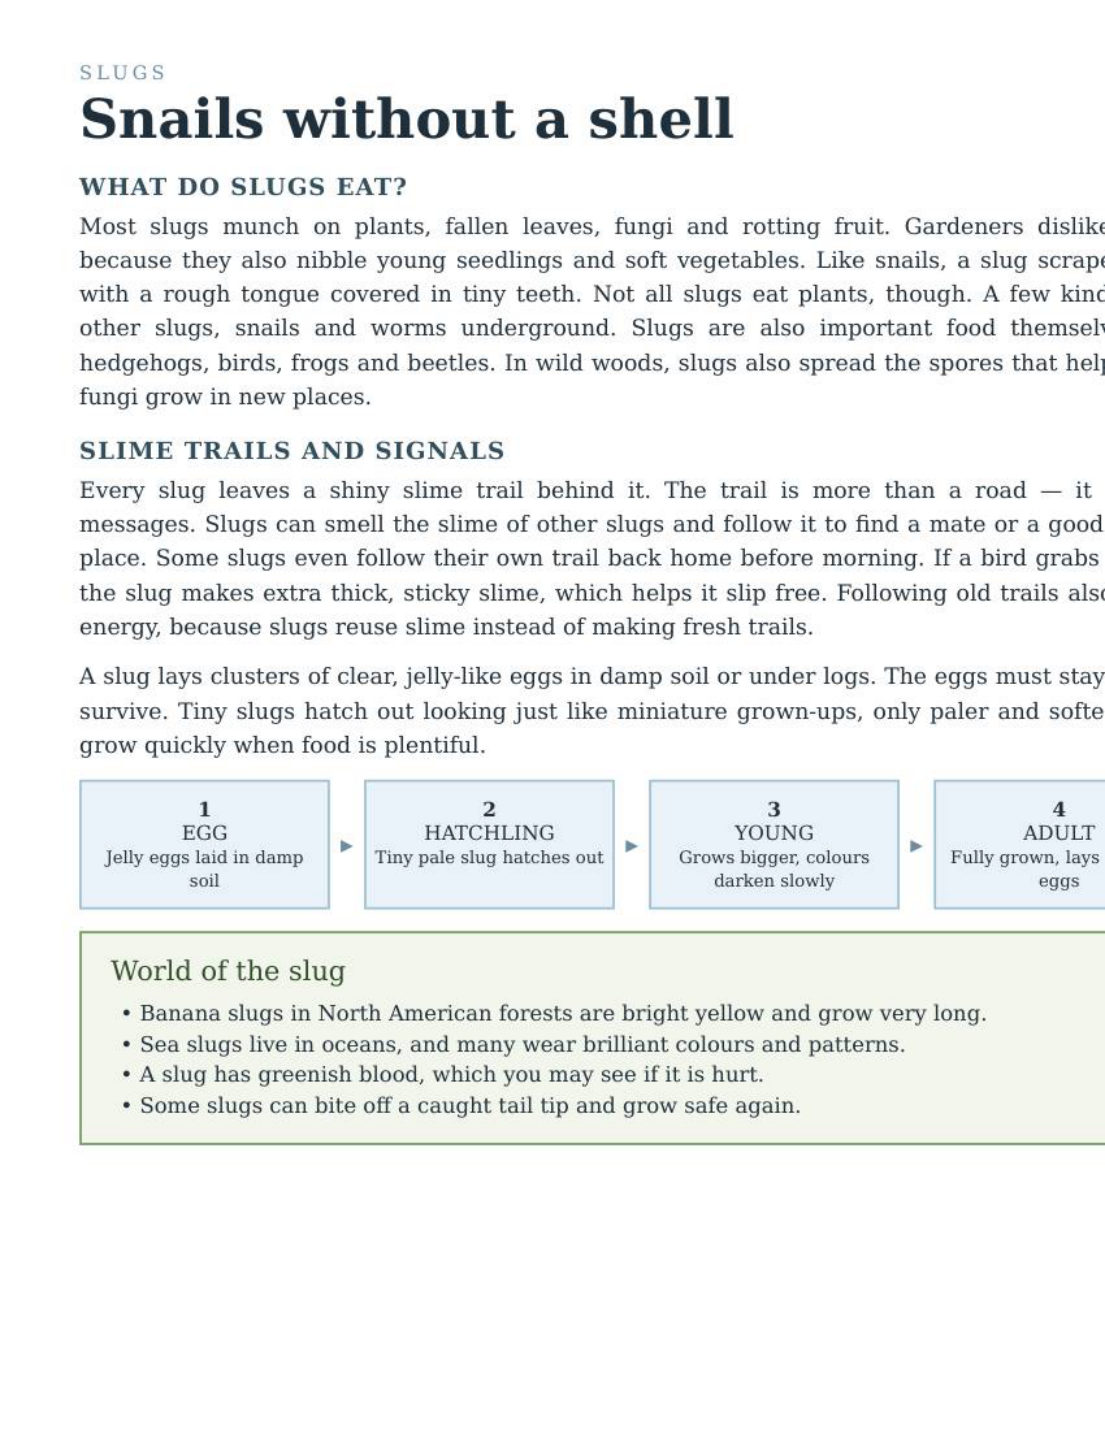 SLUGS
Snails without a shell
WHAT DO SLUGS EAT?
Most slugs munch on plants, fallen leaves, fungi and rotting fruit. Gardeners
because they also nibble young seedlings and soft vegetables. Like snails, a slug
with a rough tongue covered in tiny teeth. Not all slugs eat plants, though. A few
other slugs, snails and worms underground. Slugs are also important food
hedgehogs, birds, frogs and beetles. In wild woods, slugs also spread the spores that
fungi grow in new places.
SLIME TRAILS AND SIGNALS
Every slug leaves a shiny slime trail behind it. The trail is more than a road — it
messages. Slugs can smell the slime of other slugs and follow it to find a mate or a good
place. Some slugs even follow their own trail back home before morning. If a bird grabs
the slug makes extra thick, sticky slime, which helps it slip free. Following old trails
energy, because slugs reuse slime instead of making fresh trails.
A slug lays clusters of clear, jelly-like eggs in damp soil or under logs. The eggs must stay
survive. Tiny slugs hatch out looking just like miniature grown-ups, only paler and
grow quickly when food is plentiful.
1
EGG
Jelly eggs laid in damp
soil
▶
2
HATCHLING
Tiny pale slug hatches out
▶
3
YOUNG
Grows bigger, colours
darken slowly
▶
4
ADULT
Fully grown, lays
eggs
World of the slug
• Banana slugs in North American forests are bright yellow and grow very long.
• Sea slugs live in oceans, and many wear brilliant colours and patterns.
• A slug has greenish blood, which you may see if it is hurt.
• Some slugs can bite off a caught tail tip and grow safe again.